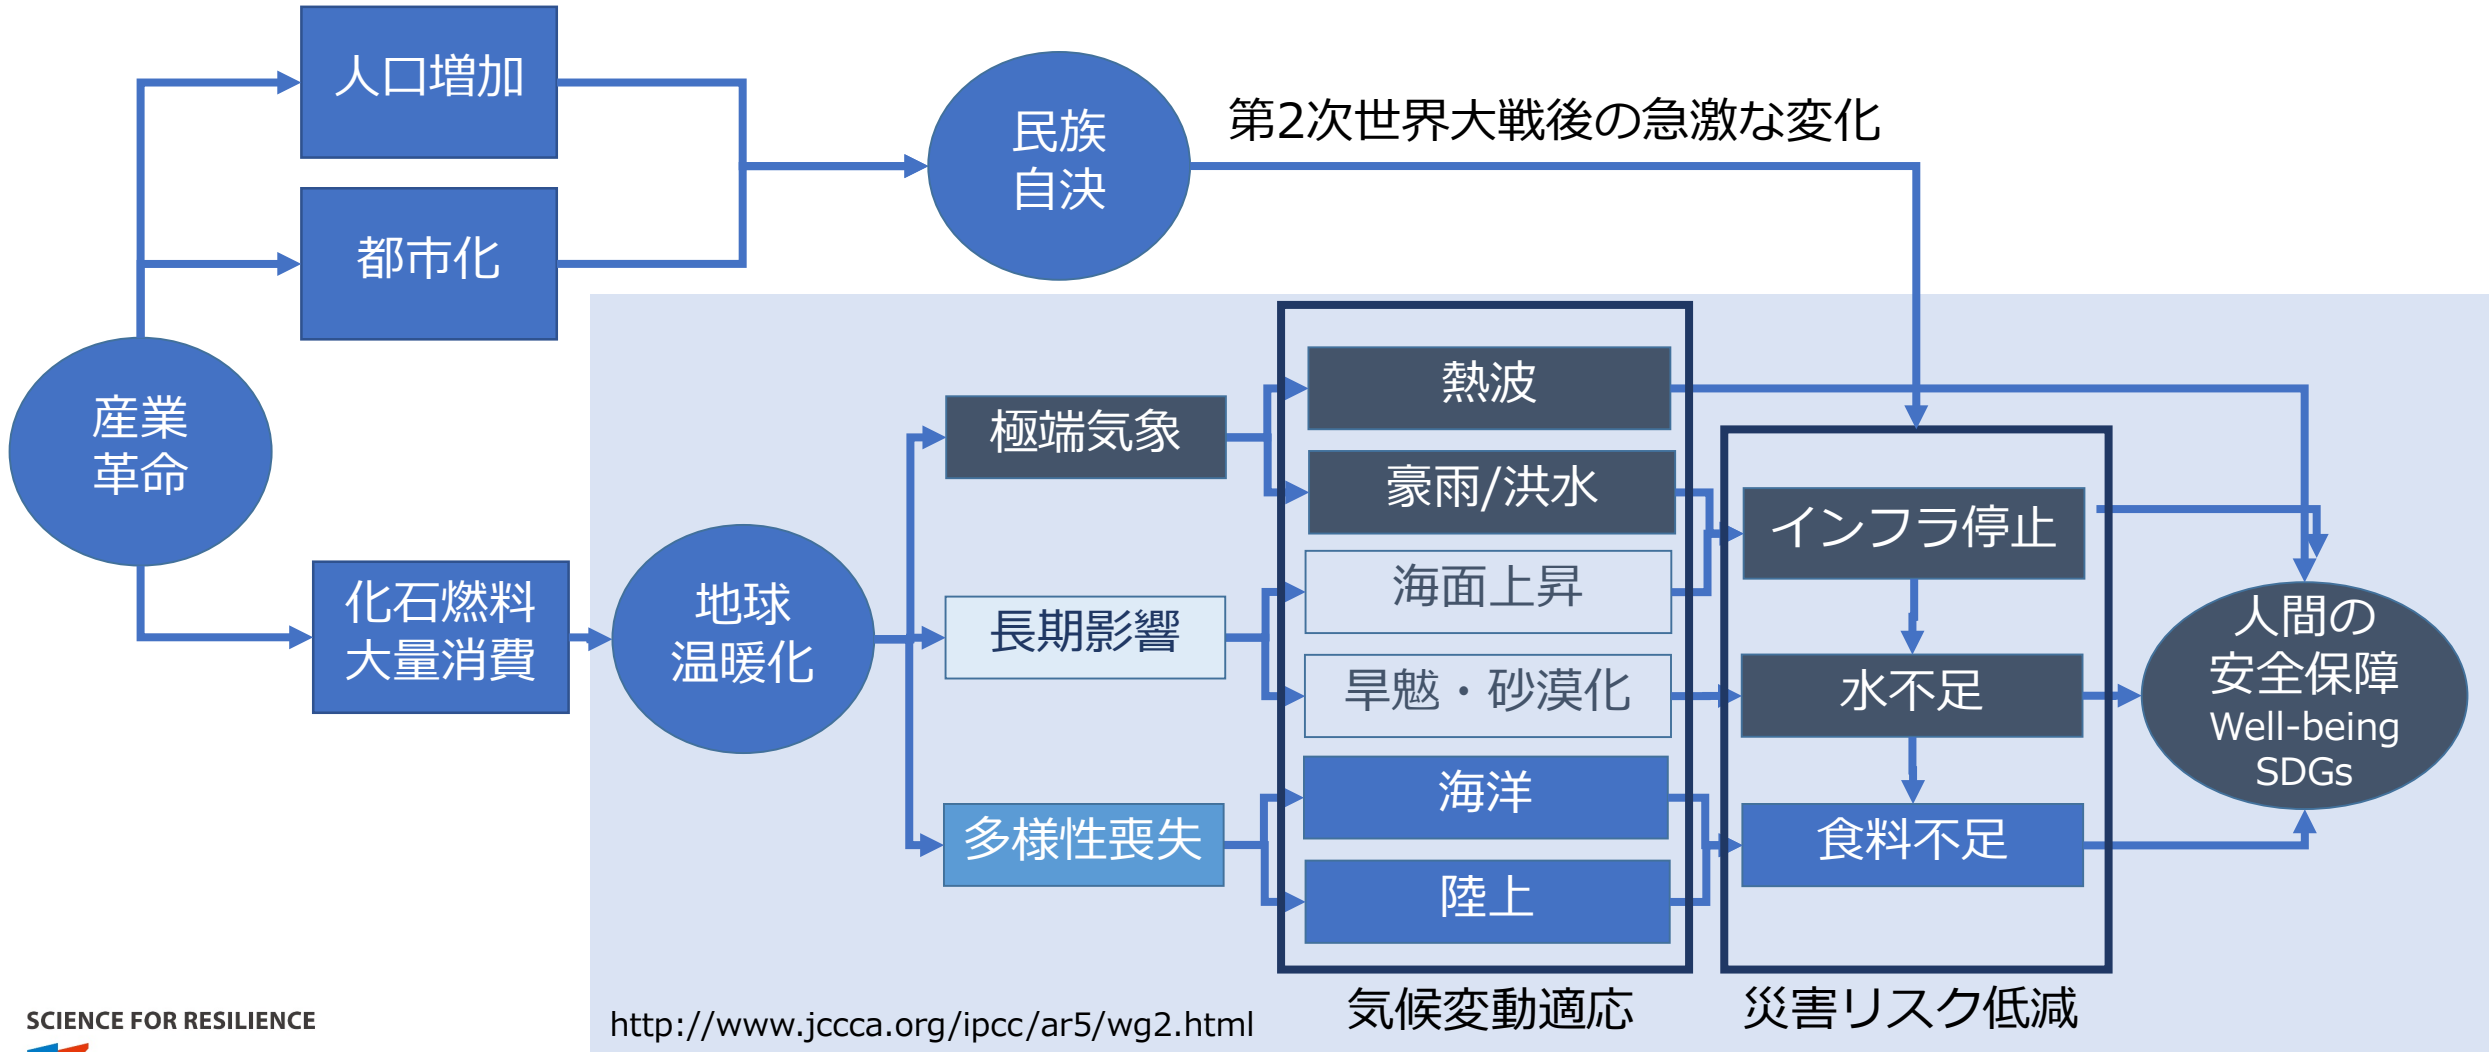 人口増加
民族
自決
第2次世界大戦後の急激な変化
都市化
産業
革命
化石燃料
大量消費
地球
温暖化
極端気象
長期影響
多様性喪失
熱波
豪雨/洪水
海面上昇
旱魃・砂漠化
海洋
陸上
インフラ停止
水不足
食料不足
人間の
安全保障
Well-being
SDGs
気候変動適応
災害リスク低減
http://www.jccca.org/ipcc/ar5/wg2.html
SCIENCE FOR RESILIENCE